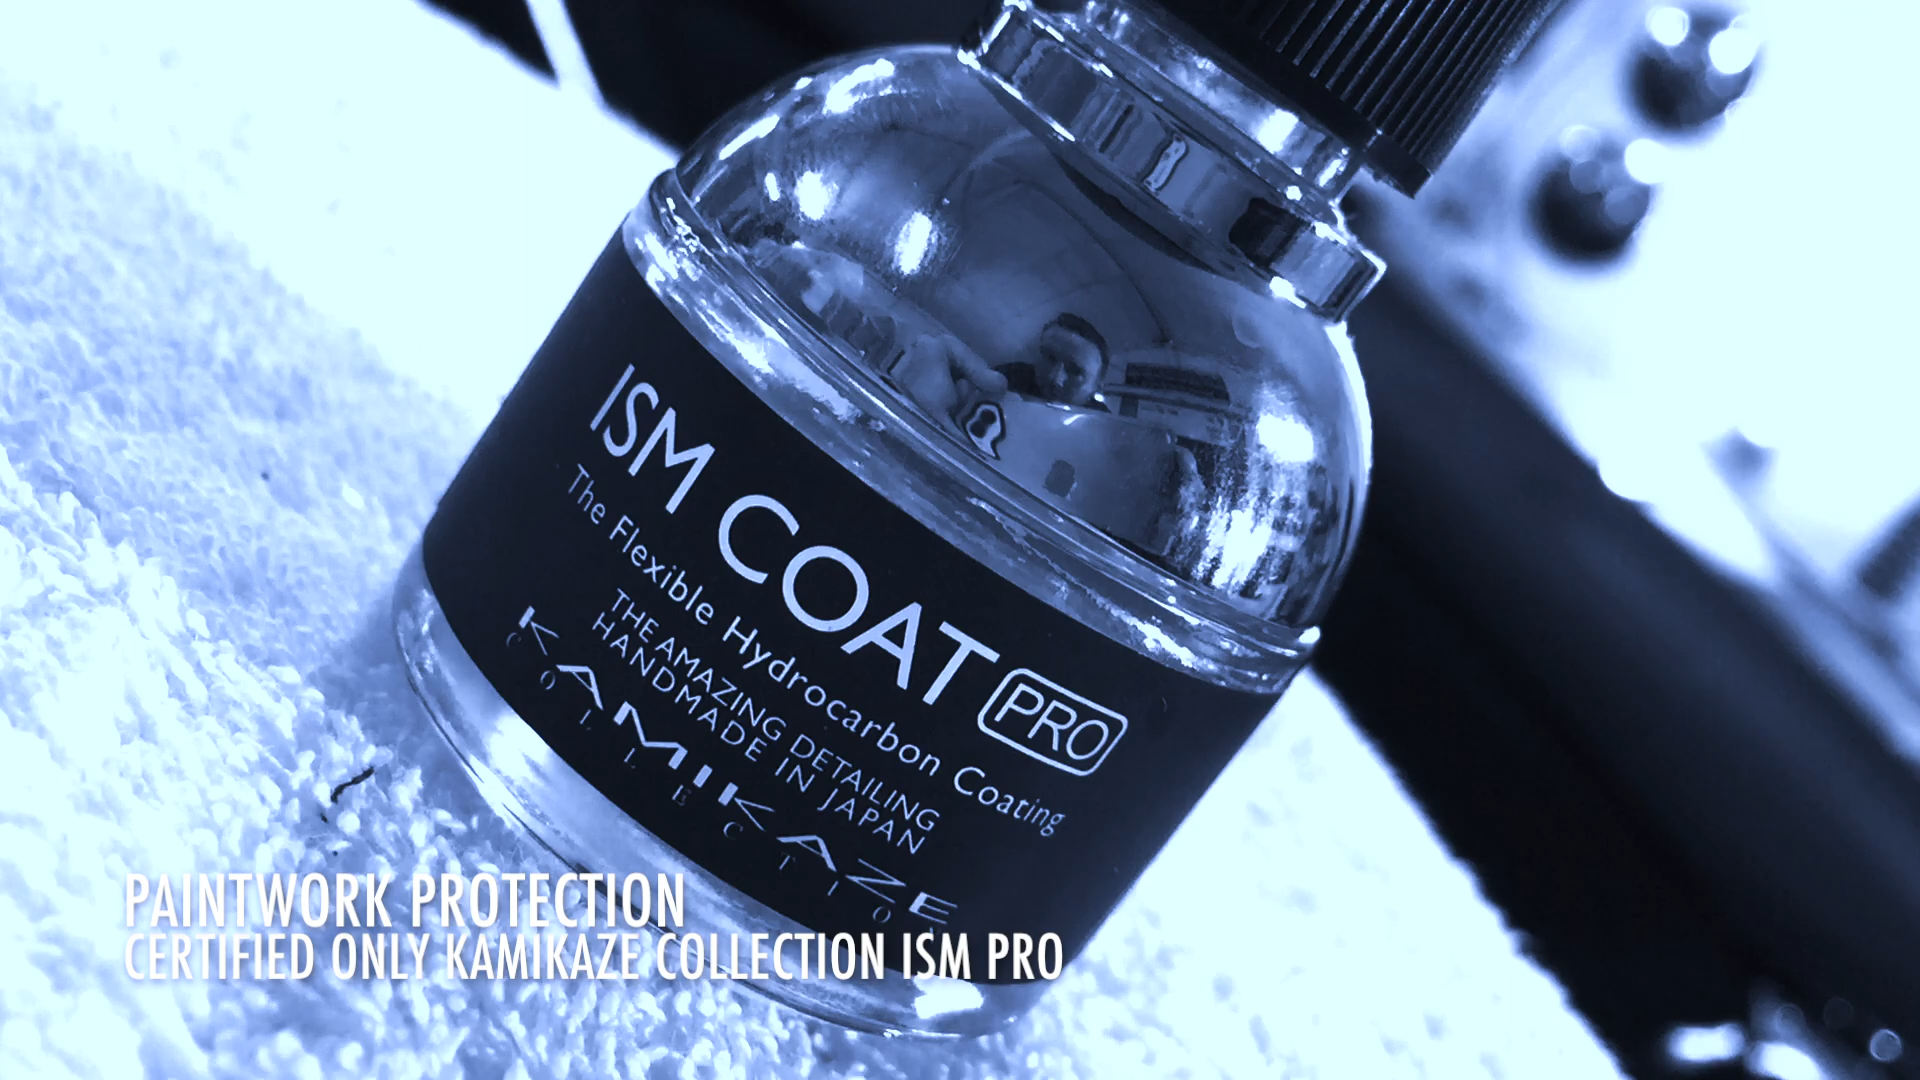 ISM COAT PRO
The Flexible Hydrocarbon Coating
THE AMAZING DETAILING
HANDMADE IN JAPAN
KAMIKAZE
COLLECTION
PAINTWORK PROTECTION
CERTIFIED ONLY KAMIKAZE COLLECTION ISM PRO